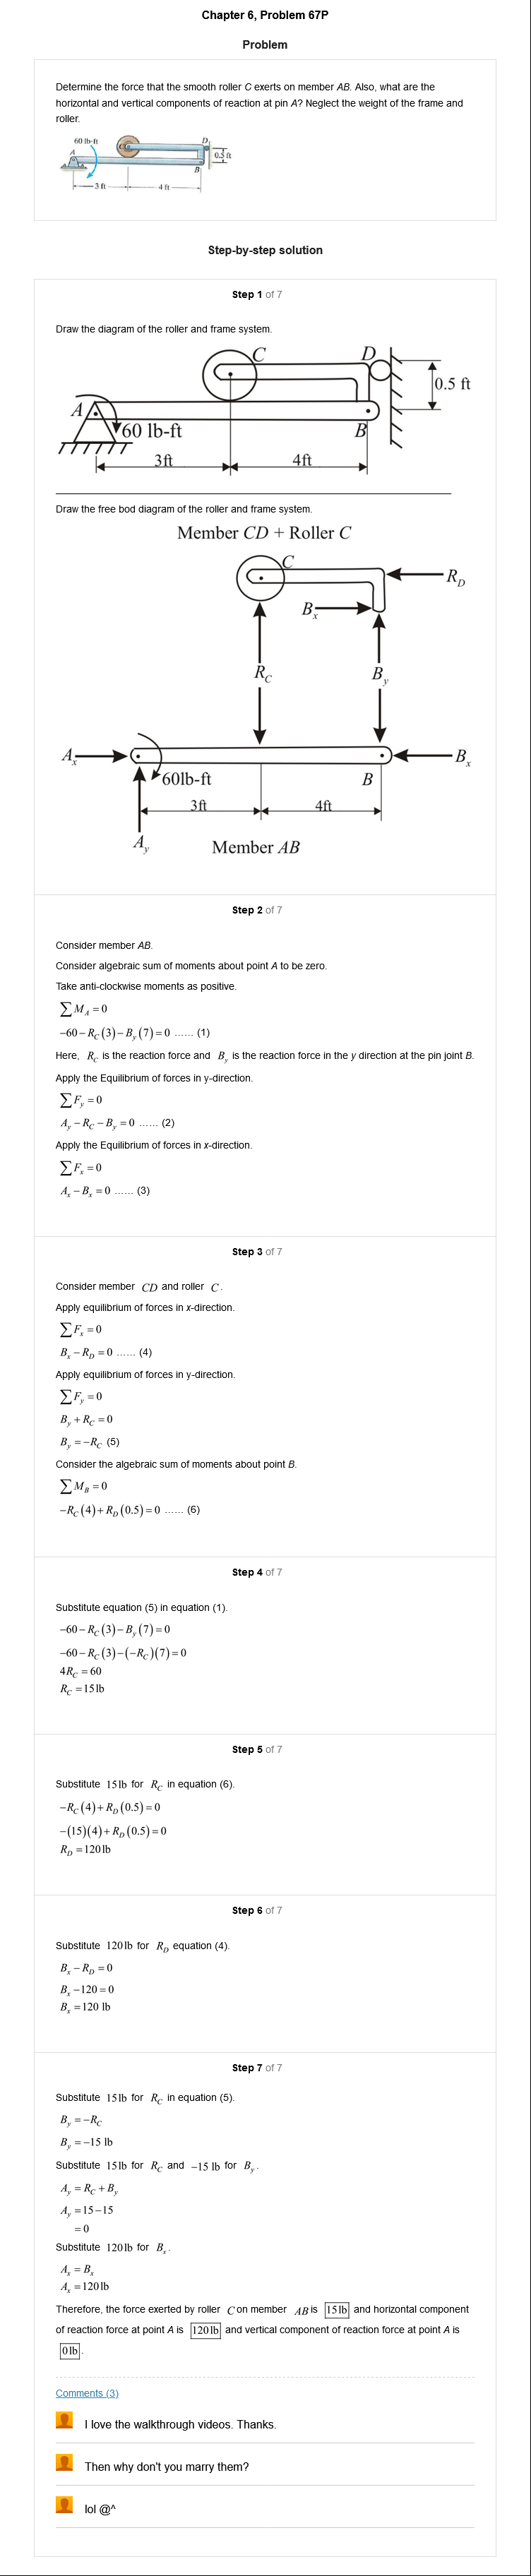 Chapter 6, Problem 67P
Problem
Determine the force that the smooth roller C exerts on member AB. Also, what are the
horizontal and vertical components of reaction at pin A? Neglect the weight of the frame and
roller.
60 lb·ft
A
C
D
0.5 ft
B
3 ft
4 ft
Step-by-step solution
Step 1 of 7
Draw the diagram of the roller and frame system.
C
D
0.5 ft
A
60 lb-ft
B
3ft
4ft
Draw the free bod diagram of the roller and frame system.
Member CD + Roller C
C
R_D
B_x
R_C
B_y
A_x
B_x
60lb-ft
B
3ft
4ft
A_y
Member AB
Step 2 of 7
Consider member AB.
Consider algebraic sum of moments about point A to be zero.
Take anti-clockwise moments as positive.
∑M_A = 0
−60 − R_C(3) − B_y(7) = 0 ...... (1)
Here, R_C is the reaction force and B_y is the reaction force in the y direction at the pin joint B.
Apply the Equilibrium of forces in y-direction.
∑F_y = 0
A_y − R_C − B_y = 0 ...... (2)
Apply the Equilibrium of forces in x-direction.
∑F_x = 0
A_x − B_x = 0 ...... (3)
Step 3 of 7
Consider member CD and roller C.
Apply equilibrium of forces in x-direction.
∑F_x = 0
B_x − R_D = 0 ...... (4)
Apply equilibrium of forces in y-direction.
∑F_y = 0
B_y + R_C = 0
B_y = −R_C (5)
Consider the algebraic sum of moments about point B.
∑M_B = 0
−R_C(4) + R_D(0.5) = 0 ...... (6)
Step 4 of 7
Substitute equation (5) in equation (1).
−60 − R_C(3) − B_y(7) = 0
−60 − R_C(3) − (−R_C)(7) = 0
4R_C = 60
R_C = 15 lb
Step 5 of 7
Substitute 15 lb for R_C in equation (6).
−R_C(4) + R_D(0.5) = 0
−(15)(4) + R_D(0.5) = 0
R_D = 120 lb
Step 6 of 7
Substitute 120 lb for R_D equation (4).
B_x − R_D = 0
B_x − 120 = 0
B_x = 120 lb
Step 7 of 7
Substitute 15 lb for R_C in equation (5).
B_y = −R_C
B_y = −15 lb
Substitute 15 lb for R_C and −15 lb for B_y.
A_y = R_C + B_y
A_y = 15 − 15
= 0
Substitute 120 lb for B_x.
A_x = B_x
A_x = 120 lb
Therefore, the force exerted by roller C on member AB is 15 lb and horizontal component
of reaction force at point A is 120 lb and vertical component of reaction force at point A is
0 lb.
Comments (3)
I love the walkthrough videos. Thanks.
Then why don't you marry them?
lol @^